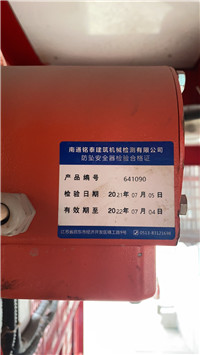 南通铭泰建筑机械检测有限公司
防坠安全器检验合格证
产品编号 641090
检验日期 2021年 07月 05日
有效期至 2022年 07月 04日
0513-83121634